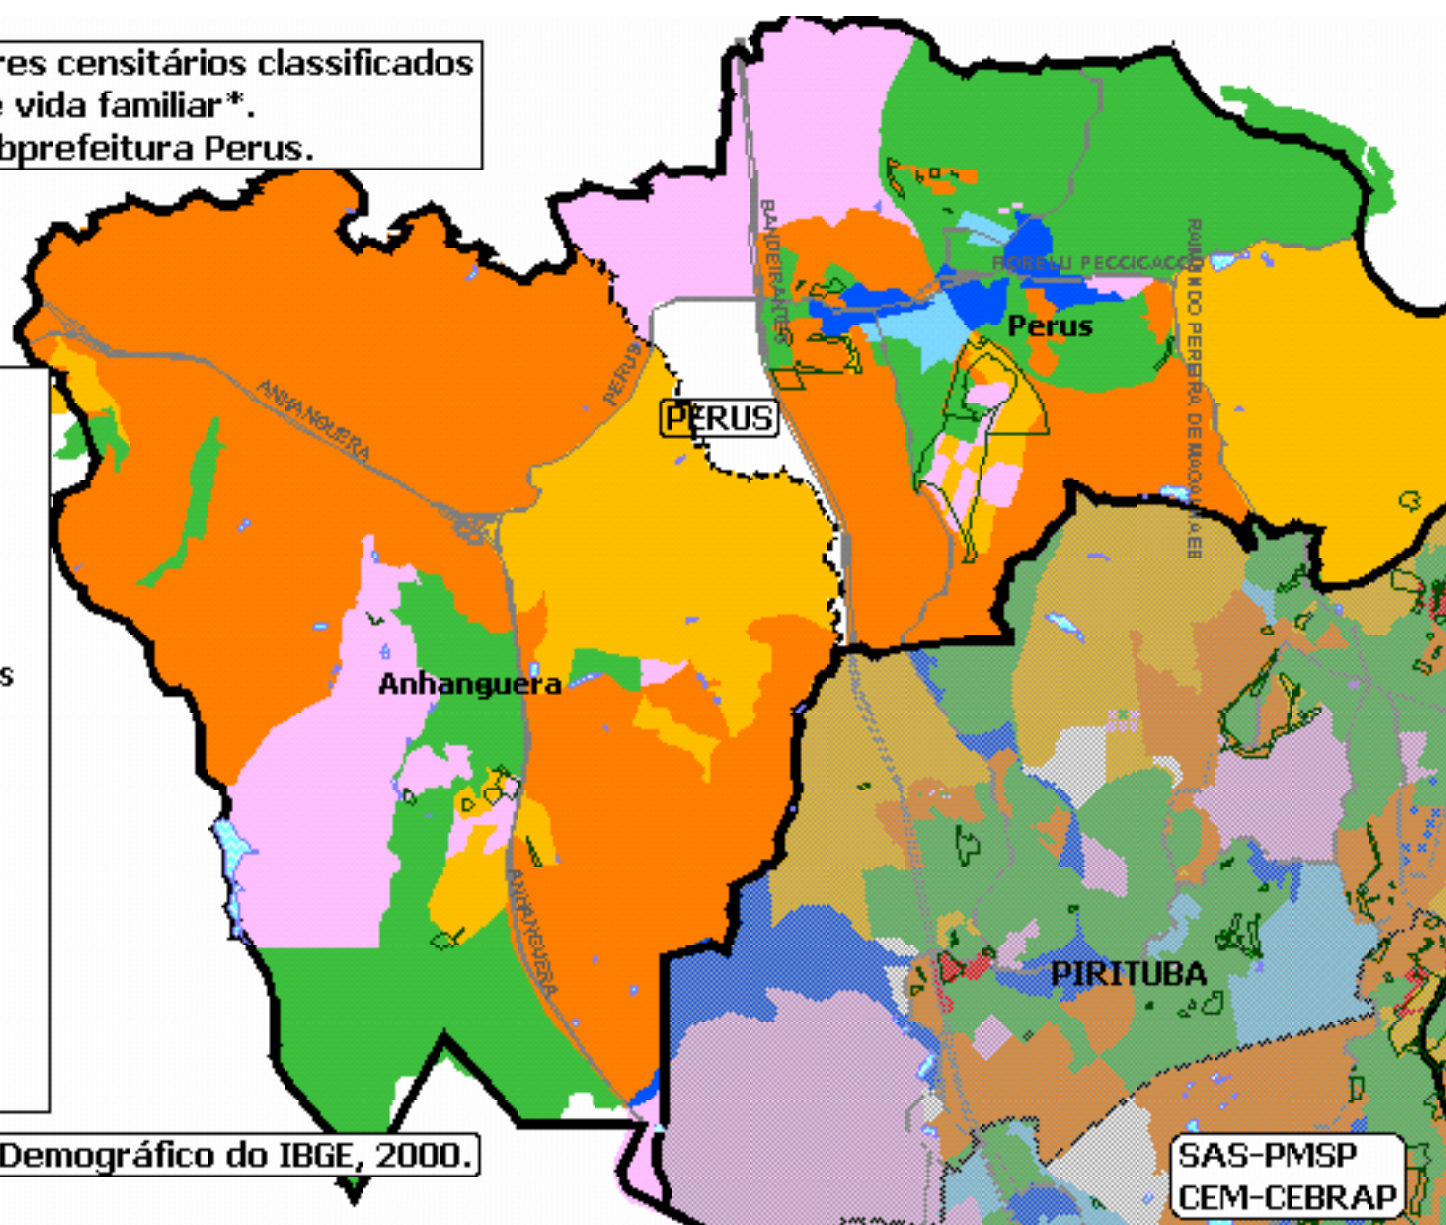 res censitários classificados
e vida familiar*.
bprefeitura Perus.
BANDEIRANTES
PERUS
ANHANGUERA
PERUS
Perus
s
Anhanguera
ANHANGUERA
PIRITUBA
Demográfico do IBGE, 2000.
SAS-PMSP
CEM-CEBRAP